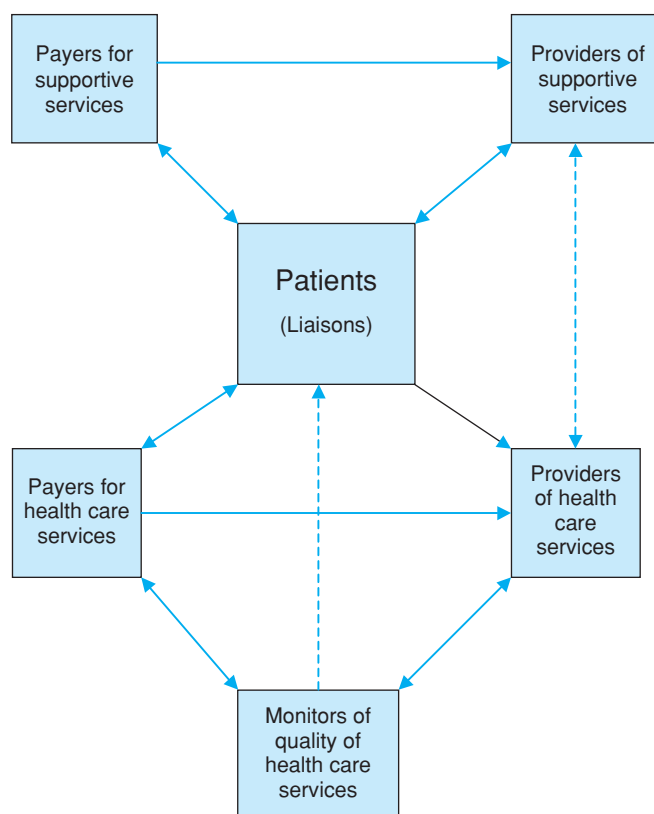 Payers for
supportive
services
Providers of
supportive
services
Patients
(Liaisons)
Payers for
health care
services
Providers
of health
care
services
Monitors of
quality of
health care
services